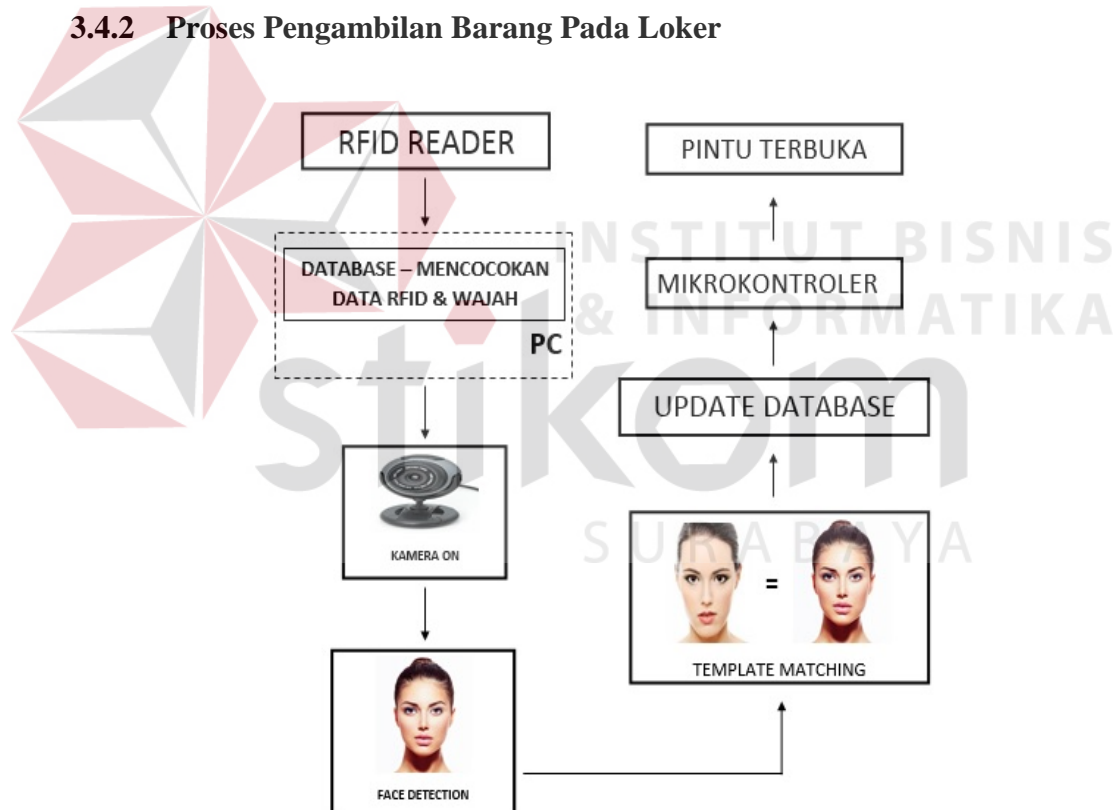 3.4.2 Proses Pengambilan Barang Pada Loker
RFID READER
DATABASE – MENCOCOKAN
DATA RFID & WAJAH
PC
KAMERA ON
FACE DETECTION
=
TEMPLATE MATCHING
UPDATE DATABASE
MIKROKONTROLER
PINTU TERBUKA
INSTITUT BISNIS
& INFORMATIKA
stikom
SURABAYA